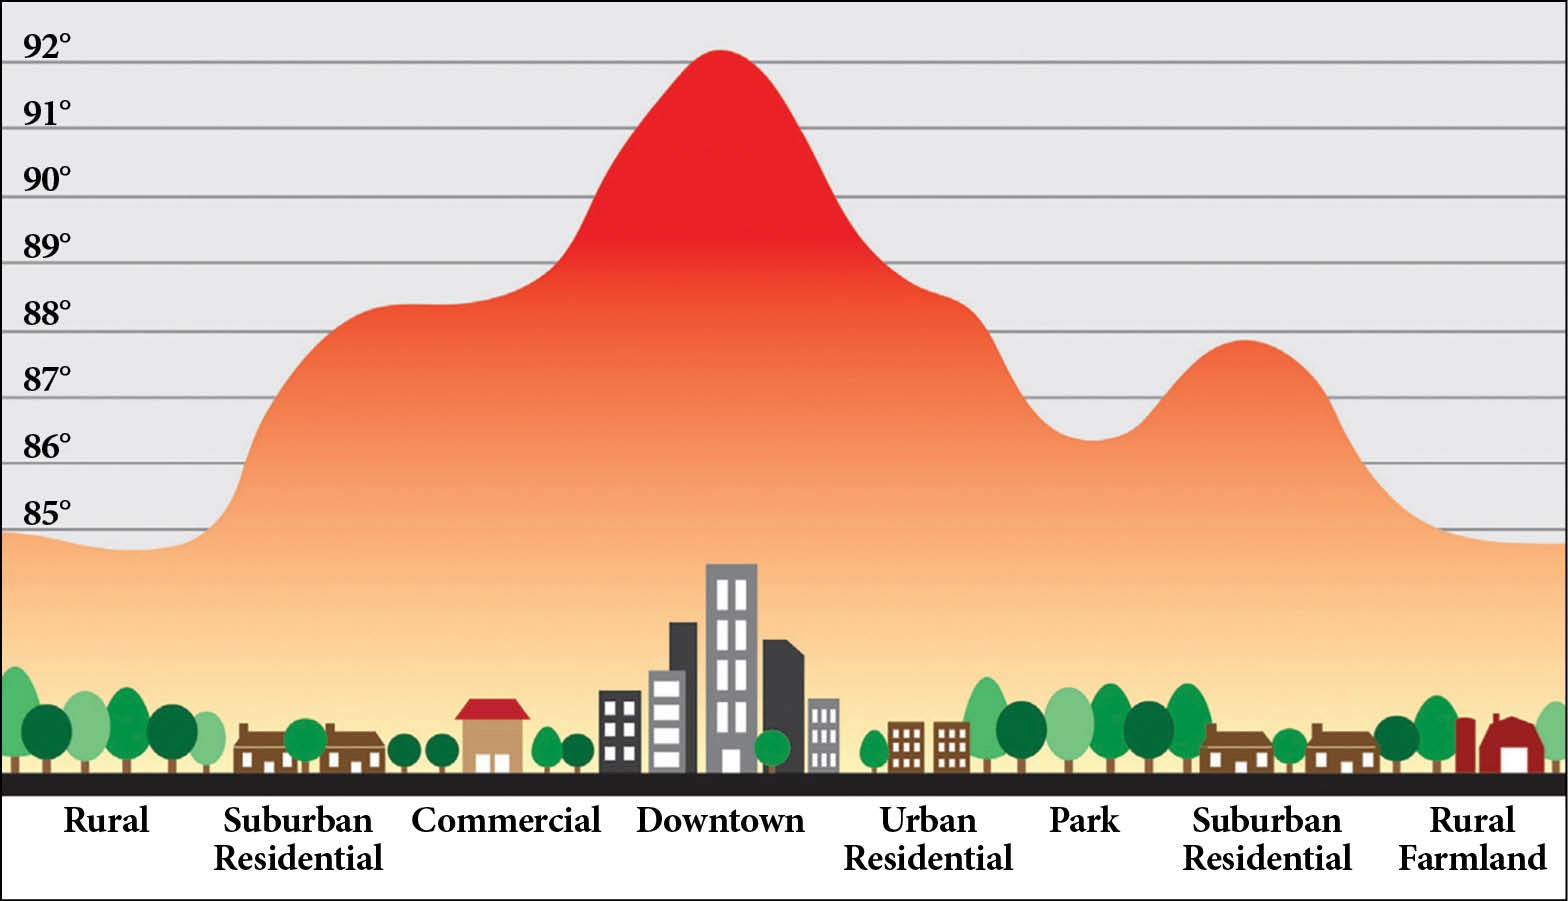 92°
91°
90°
89°
88°
87°
86°
85°
Rural
Suburban
Residential
Commercial
Downtown
Urban
Residential
Park
Suburban
Residential
Rural
Farmland